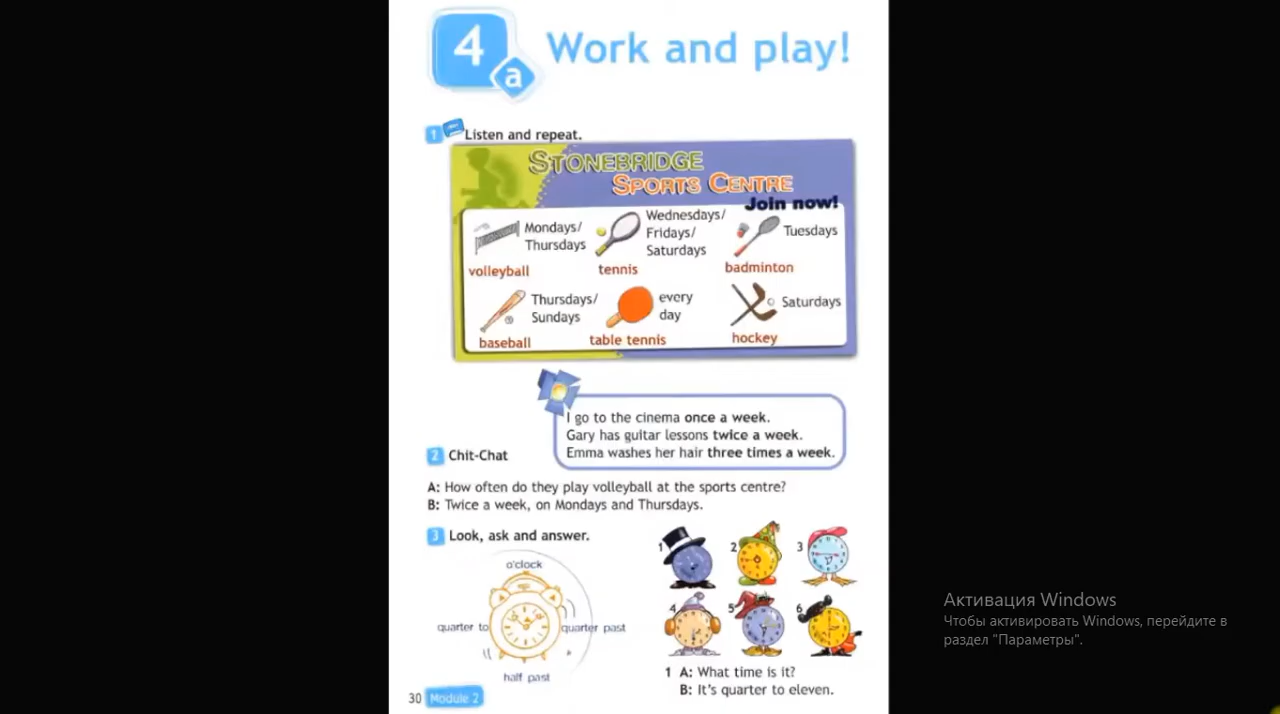 4
a
Work and play!
1 Listen and repeat.
STONEBRIDGE
SPORTS CENTRE
Join now!
Mondays/
Thursdays
volleyball
Wednesdays/
Fridays/
Saturdays
tennis
Tuesdays
badminton
Thursdays/
Sundays
baseball
every
day
table tennis
Saturdays
hockey
I go to the cinema once a week.
Gary has guitar lessons twice a week.
Emma washes her hair three times a week.
2 Chit-Chat
A: How often do they play volleyball at the sports centre?
B: Twice a week, on Mondays and Thursdays.
3 Look, ask and answer.
o'clock
quarter to
quarter past
half past
1
2
3
4
5
6
1 A: What time is it?
B: It's quarter to eleven.
30 Module 2
Активация Windows
Чтобы активировать Windows, перейдите в
раздел "Параметры".